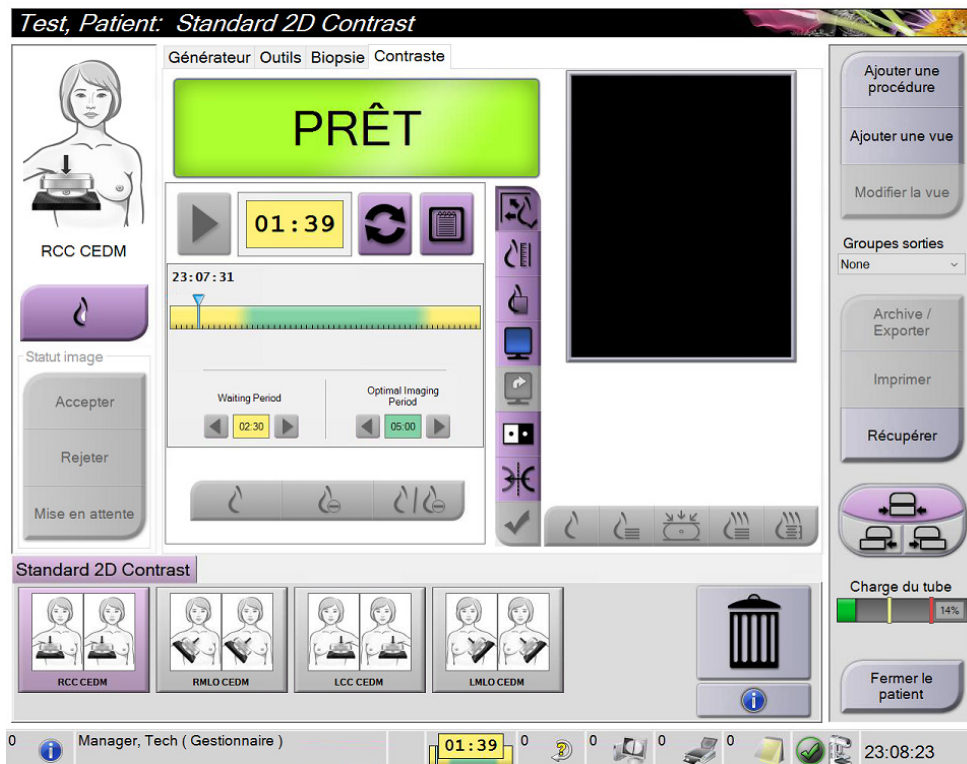 Test, Patient:  Standard 2D Contrast
Générateur Outils Biopsie Contraste
PRÊT
RCC CEDM
01:39
23:07:31
Waiting Period
Optimal Imaging
Period
02:30
05:00
Statut image
Accepter
Rejeter
Mise en attente
Ajouter une
procédure
Ajouter une vue
Modifier la vue
Groupes sorties
None
Archive /
Exporter
Imprimer
Récupérer
Charge du tube
14%
Fermer le
patient
Standard 2D Contrast
RCC CEDM
RMLO CEDM
LCC CEDM
LMLO CEDM
0
Manager, Tech ( Gestionnaire )
01:39
0
0
0
0
23:08:23